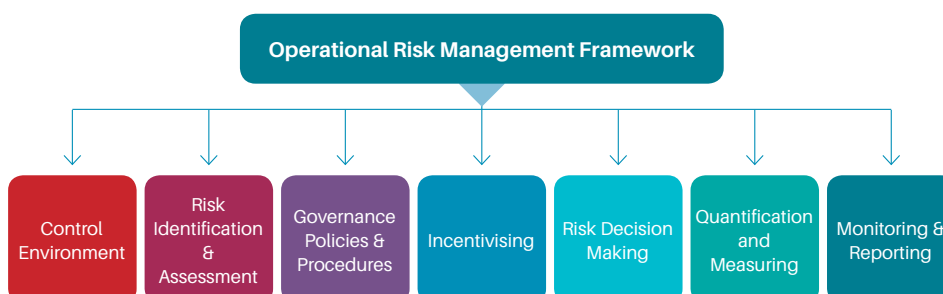 Operational Risk Management Framework
Control
Environment
Risk
Identification
&
Assessment
Governance
Policies &
Procedures
Incentivising
Risk Decision
Making
Quantification
and
Measuring
Monitoring &
Reporting